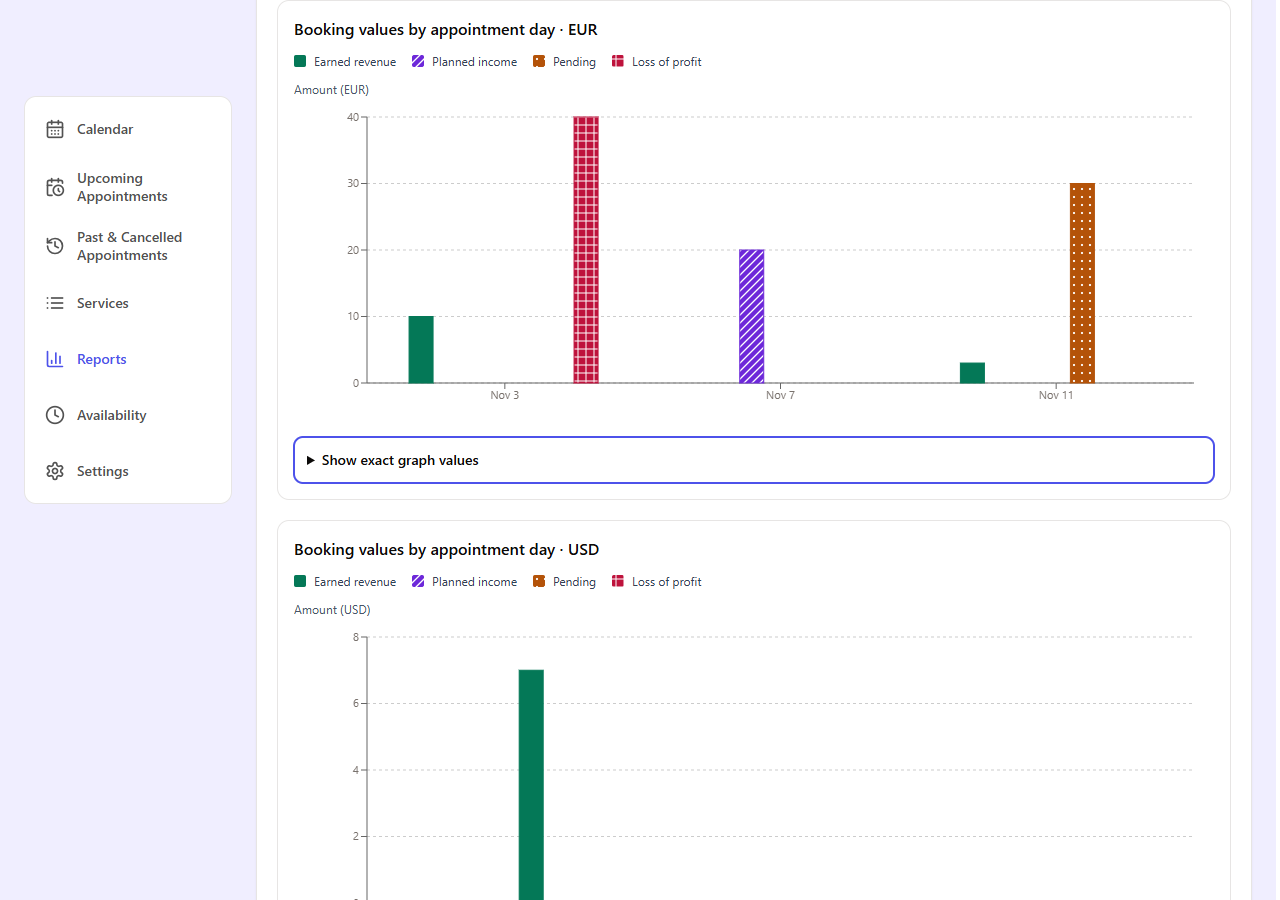 Calendar
Upcoming
Appointments
Past & Cancelled
Appointments
Services
Reports
Availability
Settings
Booking values by appointment day · EUR
Earned revenue Planned income Pending Loss of profit
Amount (EUR)
40
30
20
10
0
Nov 3 Nov 7 Nov 11
Show exact graph values
Booking values by appointment day · USD
Earned revenue Planned income Pending Loss of profit
Amount (USD)
8
6
4
2